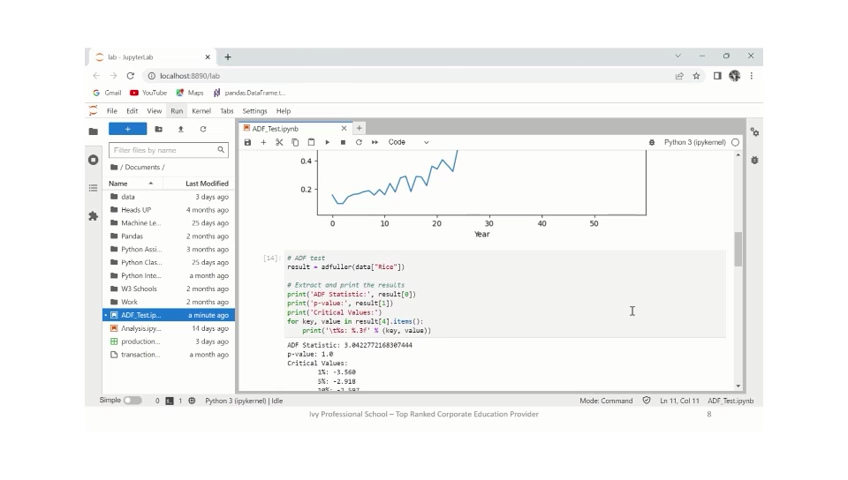 lab - JupyterLab
localhost:8890/lab
Gmail YouTube Maps pandas.DataFrame.t...
File Edit View Run Kernel Tabs Settings Help
ADF_Test.ipynb
Code
Python 3 (ipykernel)
Filter files by name
/ Documents /
Name Last Modified
data 3 days ago
Heads UP 4 months ago
Machine Le... 25 days ago
Pandas 2 months ago
Python Assi... 3 months ago
Python Clas... 25 days ago
Python Inte... a month ago
W3 Schools 2 months ago
Work 2 months ago
ADF_Test.ip... a minute ago
Analysis.ipy... 14 days ago
production... 3 days ago
transaction... a month ago
0.4
0.2
0 10 20 30 40 50
Year
[14]:
# ADF test
result = adfuller(data["Rice"])
# Extract and print the results
print('ADF Statistic:', result[0])
print('p-value:', result[1])
print('Critical Values:')
for key, value in result[4].items():
print('\t%s: %.3f' % (key, value))
ADF Statistic: 3.0422772168307444
p-value: 1.0
Critical Values:
1%: -3.560
5%: -2.918
Simple 0 1 Python 3 (ipykernel) | Idle Mode: Command Ln 11, Col 11 ADF_Test.ipynb
Ivy Professional School – Top Ranked Corporate Education Provider 8